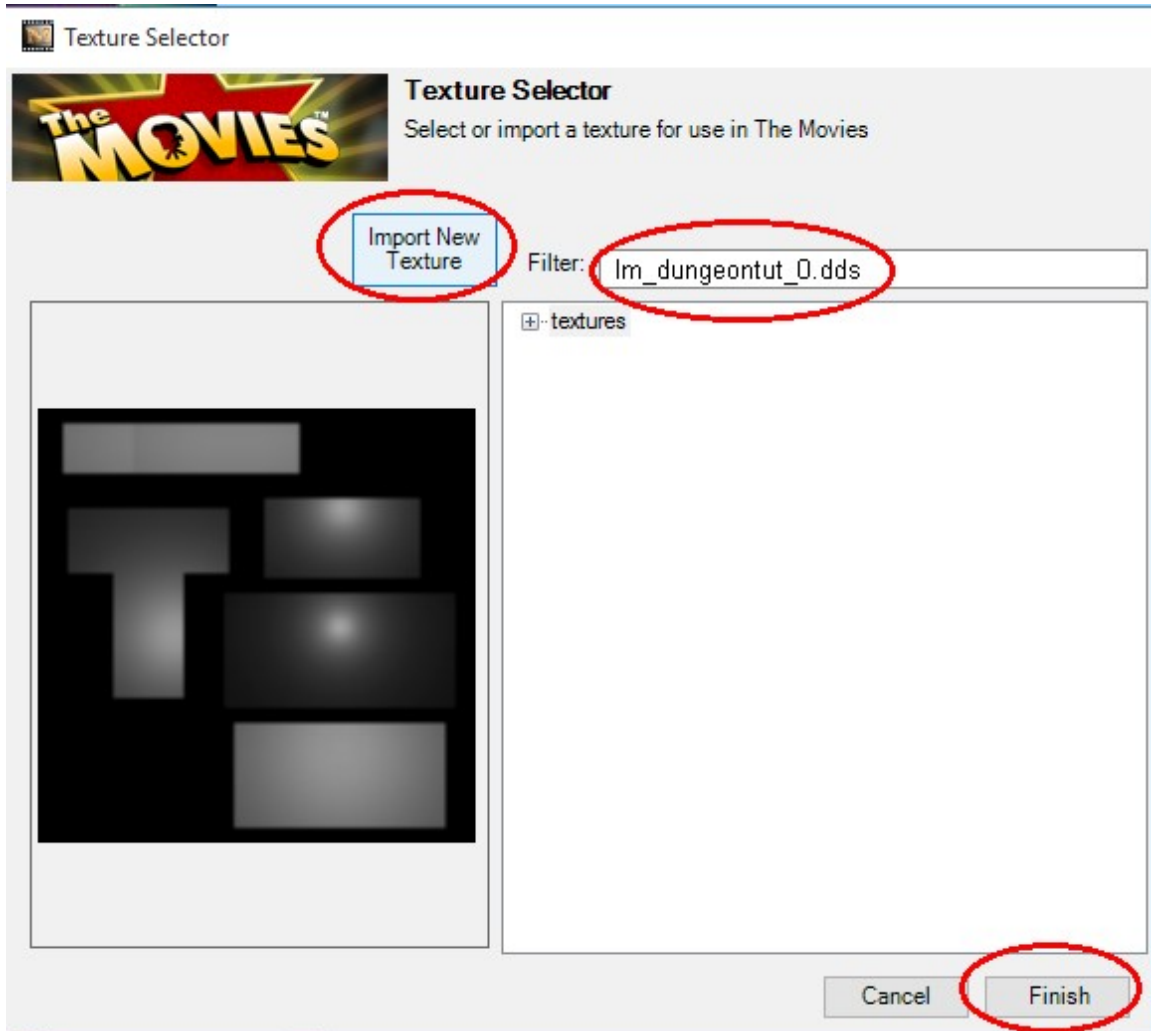 Texture Selector
The MOVIES™
Texture Selector
Select or import a texture for use in The Movies
Import New
Texture
Filter:
lm_dungeontut_0.dds
textures
Cancel
Finish